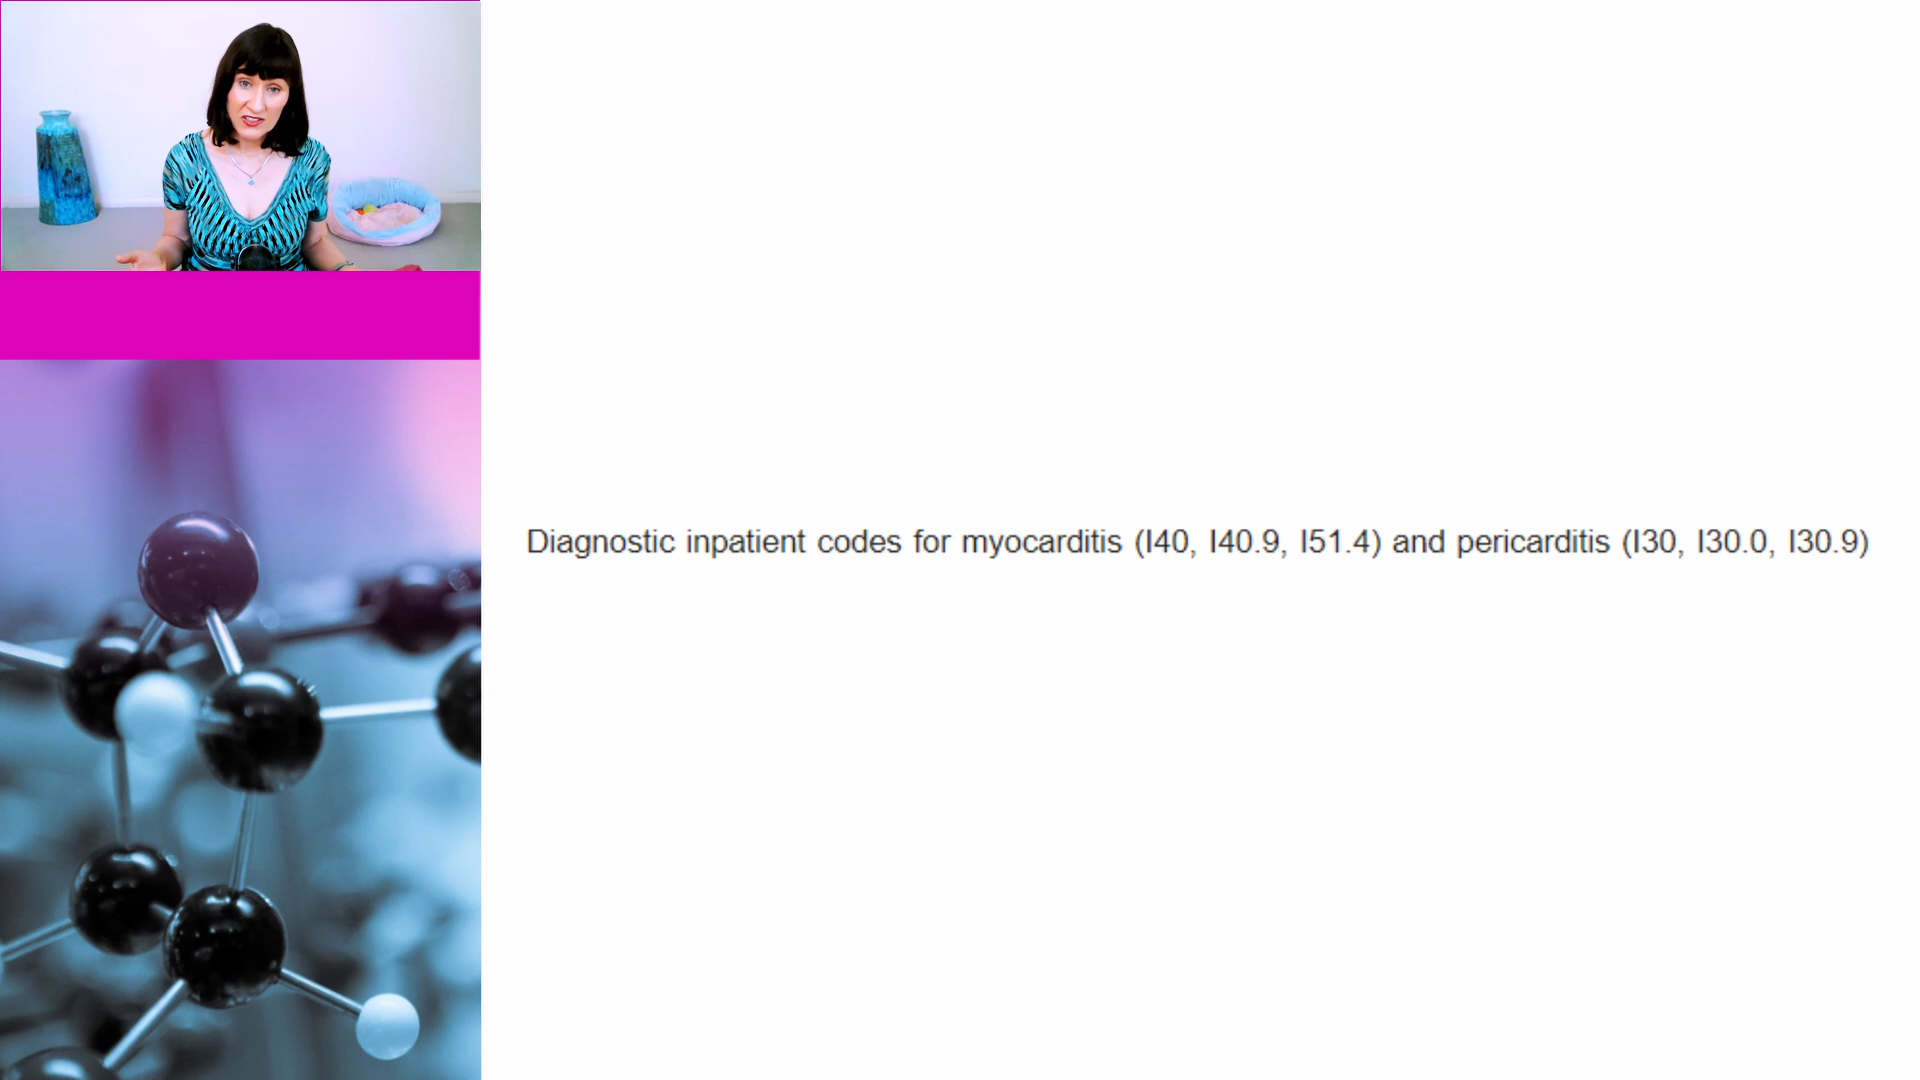 Diagnostic inpatient codes for myocarditis (I40, I40.9, I51.4) and pericarditis (I30, I30.0, I30.9)